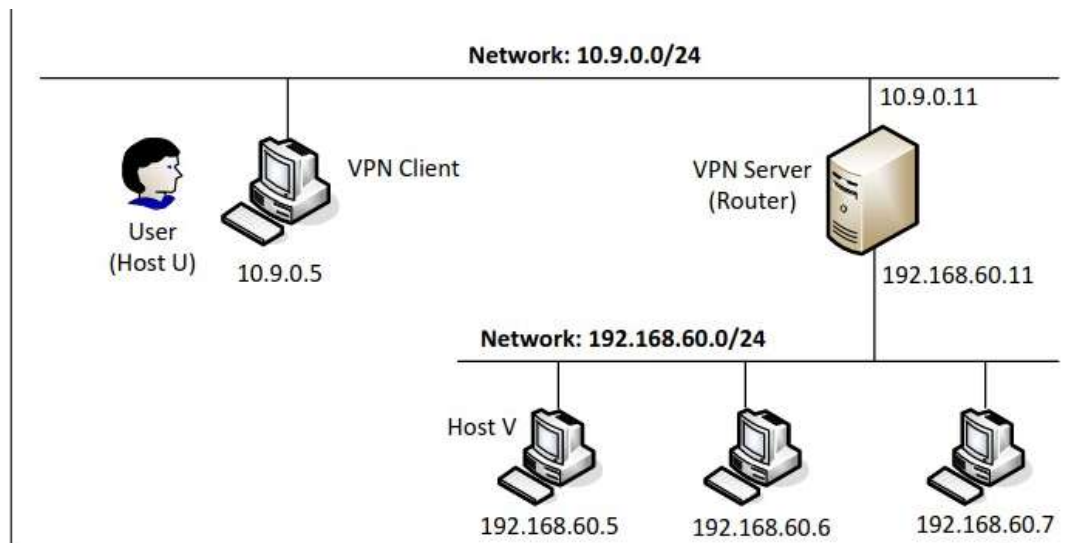 Network: 10.9.0.0/24
10.9.0.11
VPN Client
VPN Server
(Router)
User
(Host U)
10.9.0.5
192.168.60.11
Network: 192.168.60.0/24
Host V
192.168.60.5
192.168.60.6
192.168.60.7